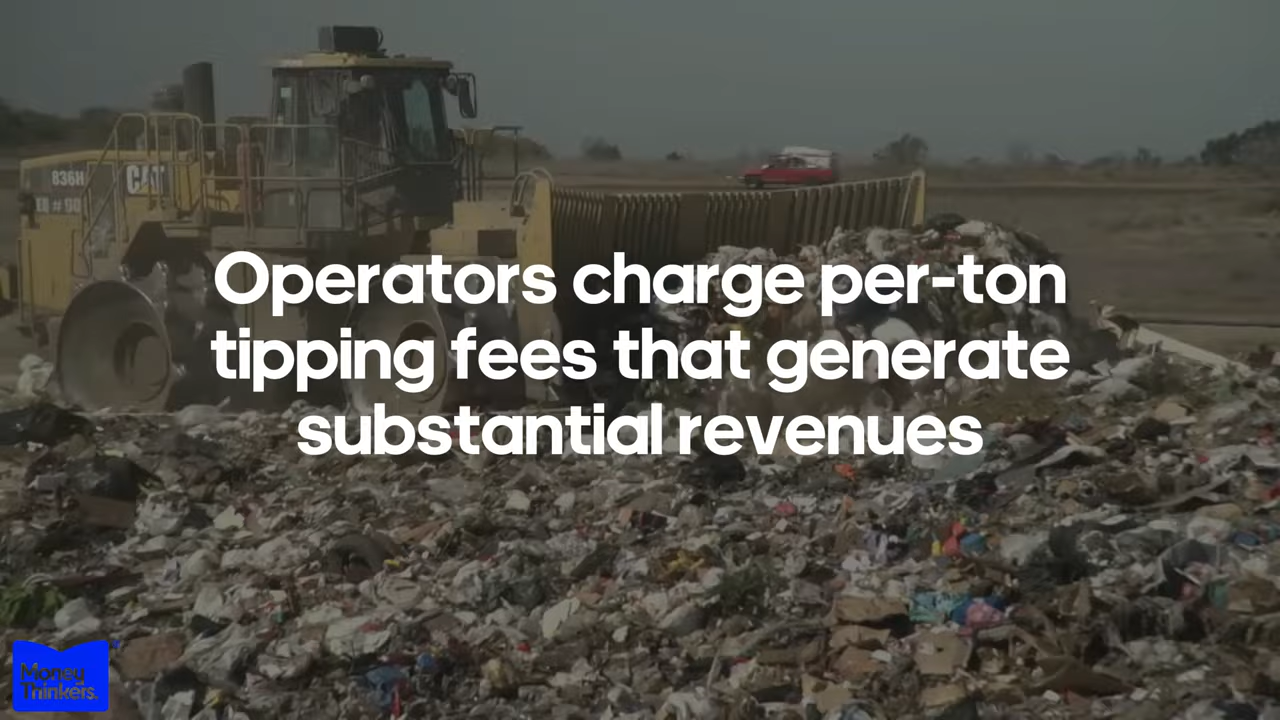 836H
CAT
Operators charge per-ton
tipping fees that generate
substantial revenues
Money
Thinkers.